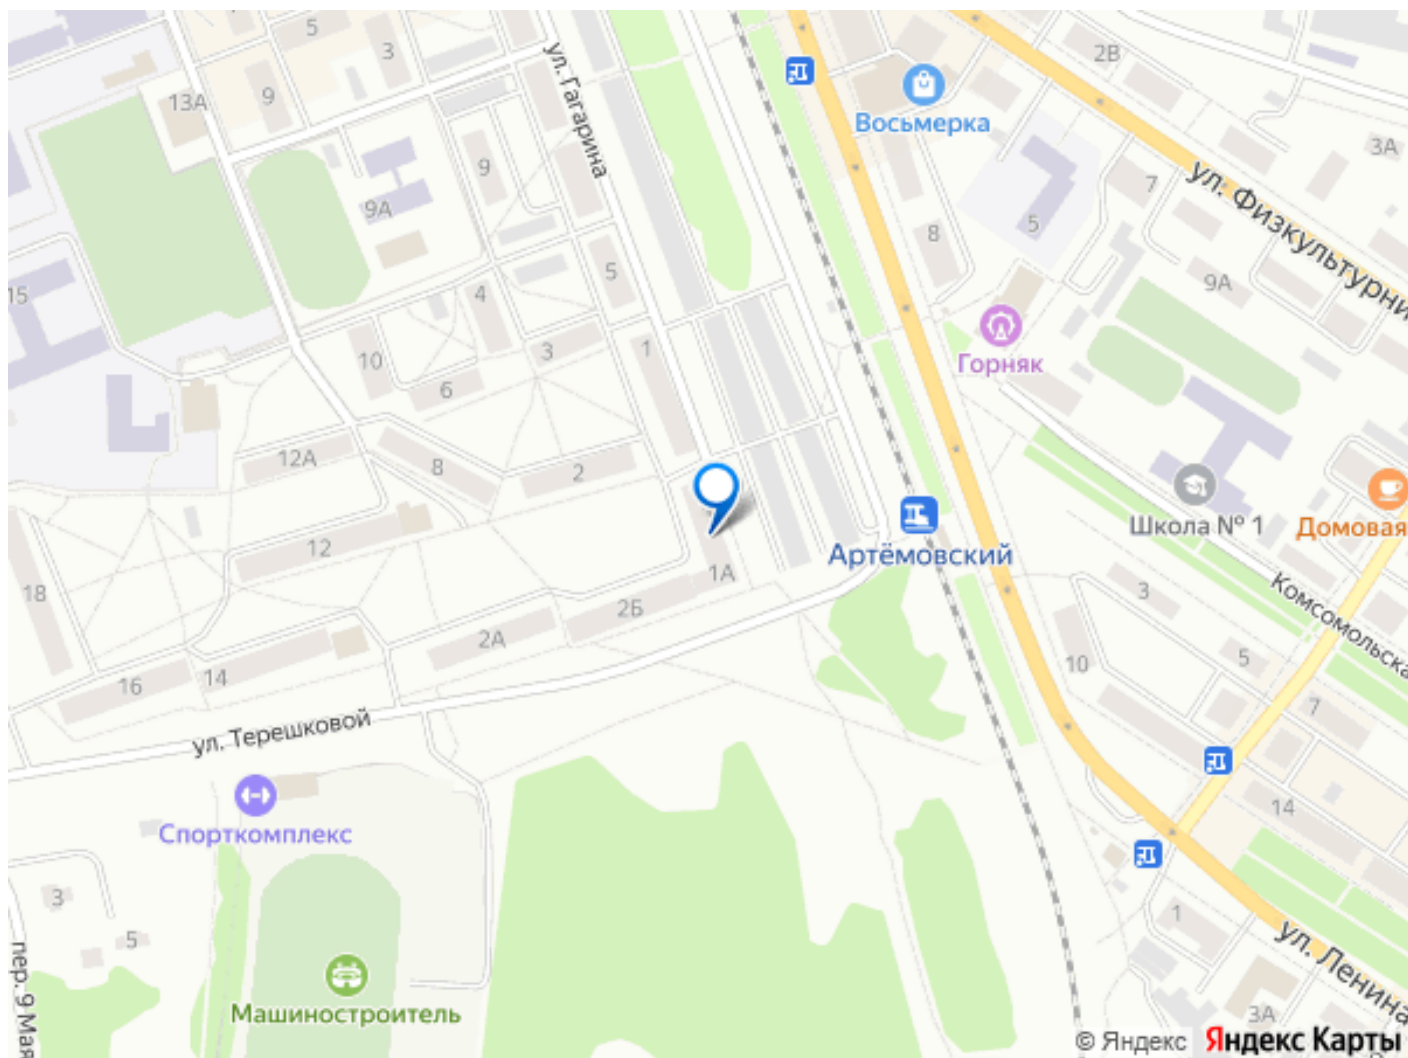 5
3
2В
13А
9
ул. Гагарина
Восьмерка
3А
9
7
ул. Физкультурни
9А
5
8
15
5
4
9А
10
3
1
Горняк
6
12А
8
2
Школа № 1
Домовая
12
Артёмовский
18
1А
3
Комсомольска
2Б
2А
10
5
16
14
7
ул. Терешковой
14
Спорткомплекс
3
1
5
ул. Ленина
пер. 9 Мая
Машиностроитель
3А
© Яндекс Яндекс Карты